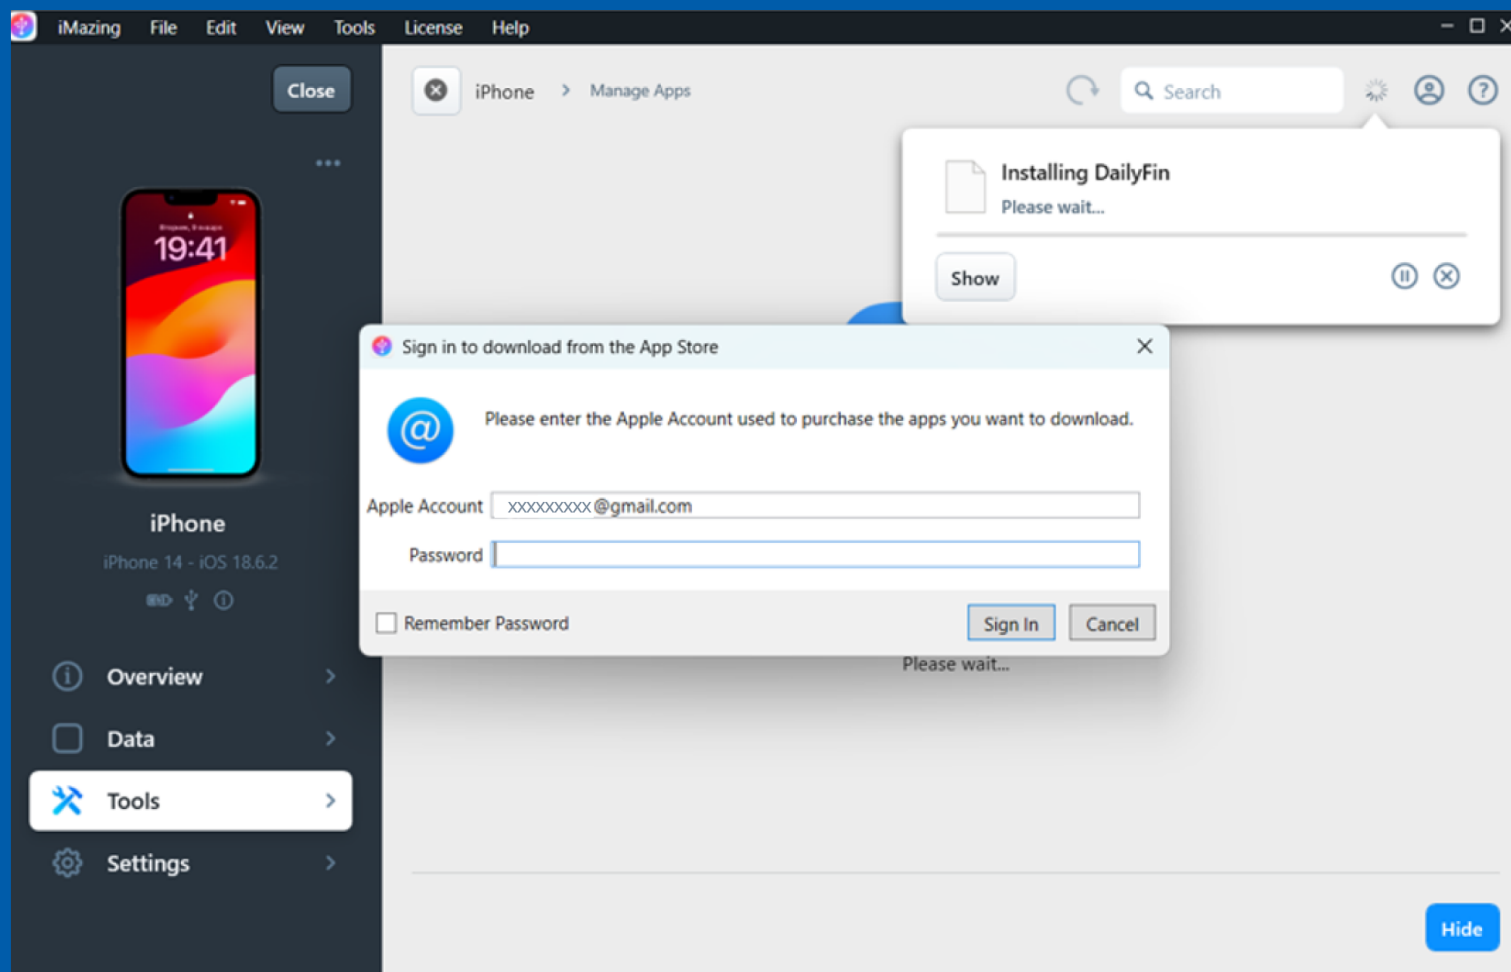 iMazing File Edit View Tools License Help
Close
iPhone > Manage Apps
Search
Installing DailyFin
Please wait...
Show
19:41
Sign in to download from the App Store
@
Please enter the Apple Account used to purchase the apps you want to download.
Apple Account xxxxxxxxx@gmail.com
Password
Remember Password
Sign In Cancel
Please wait...
iPhone
iPhone 14 - iOS 18.6.2
Overview
Data
Tools
Settings
Hide